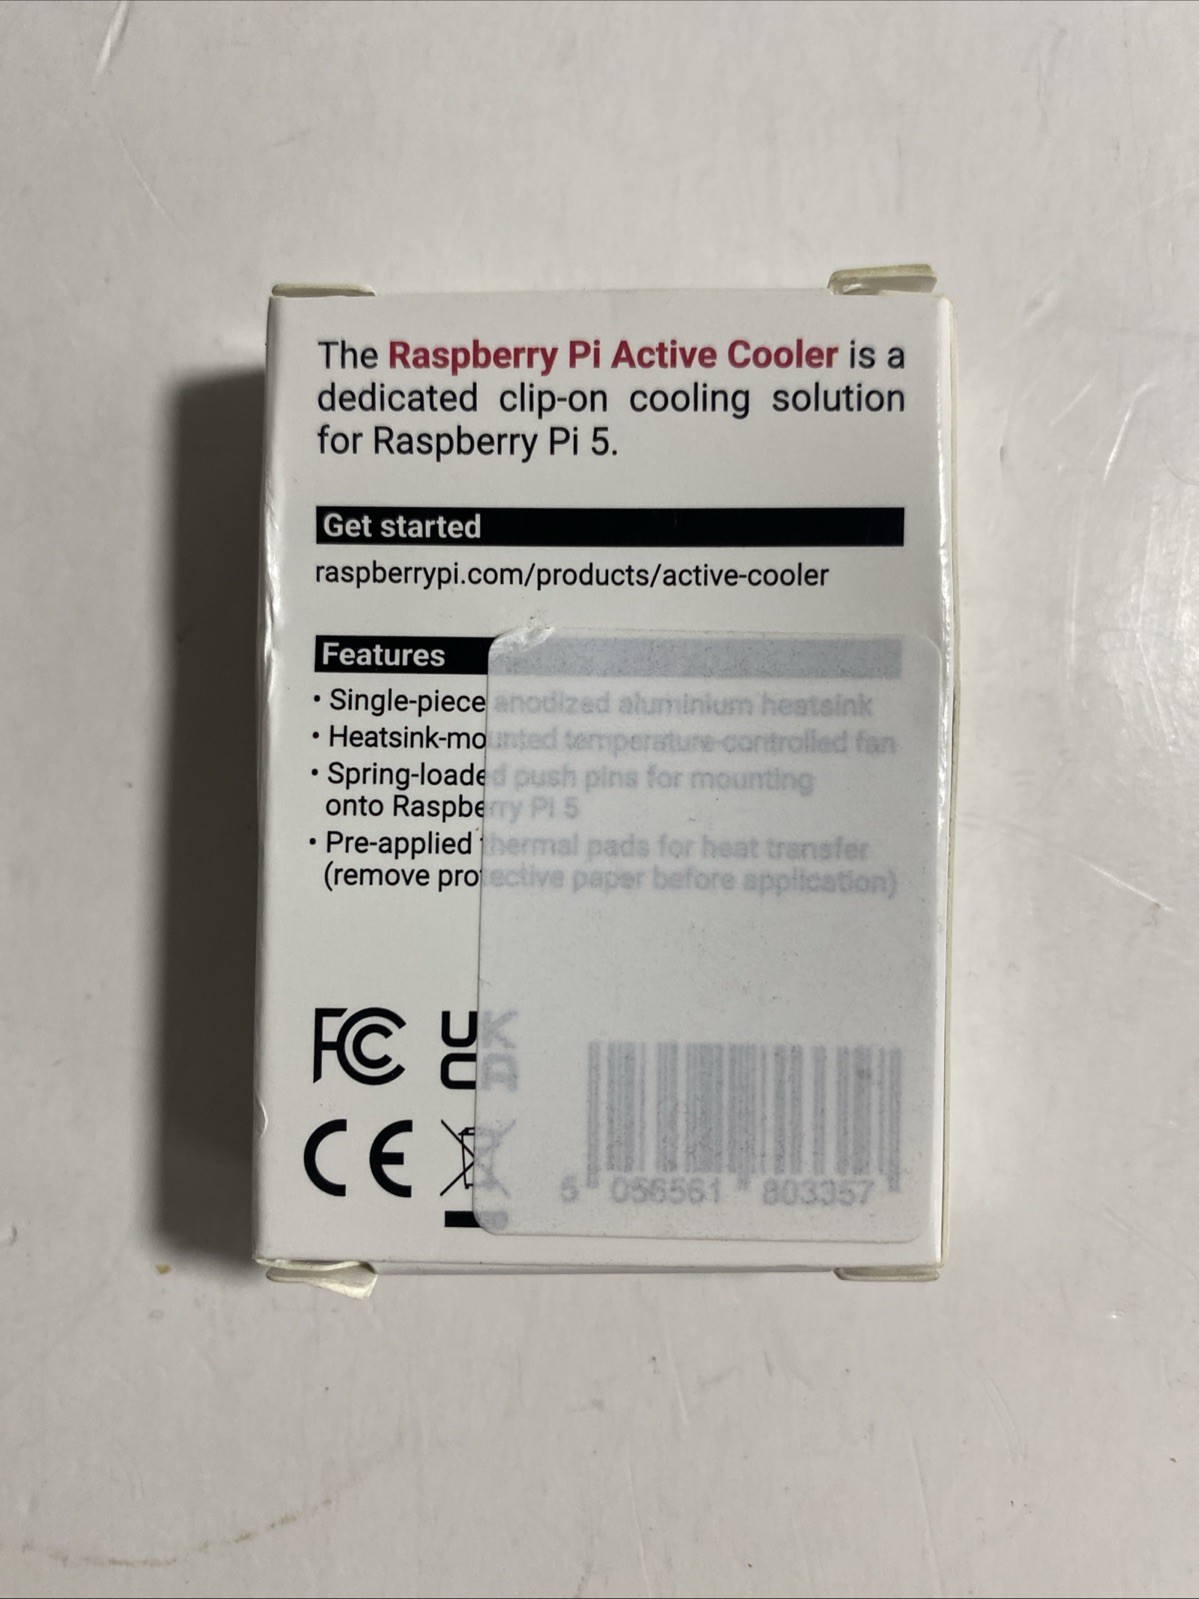 The Raspberry Pi Active Cooler is a
dedicated clip-on cooling solution
for Raspberry Pi 5.
Get started
raspberrypi.com/products/active-cooler
Features
• Single-piece anodized aluminium heatsink
• Heatsink-mounted temperature-controlled fan
• Spring-loaded push pins for mounting
onto Raspberry Pi 5
• Pre-applied thermal pads for heat transfer
(remove protective paper before application)
FC UK
CA
CE
5 056561 803357